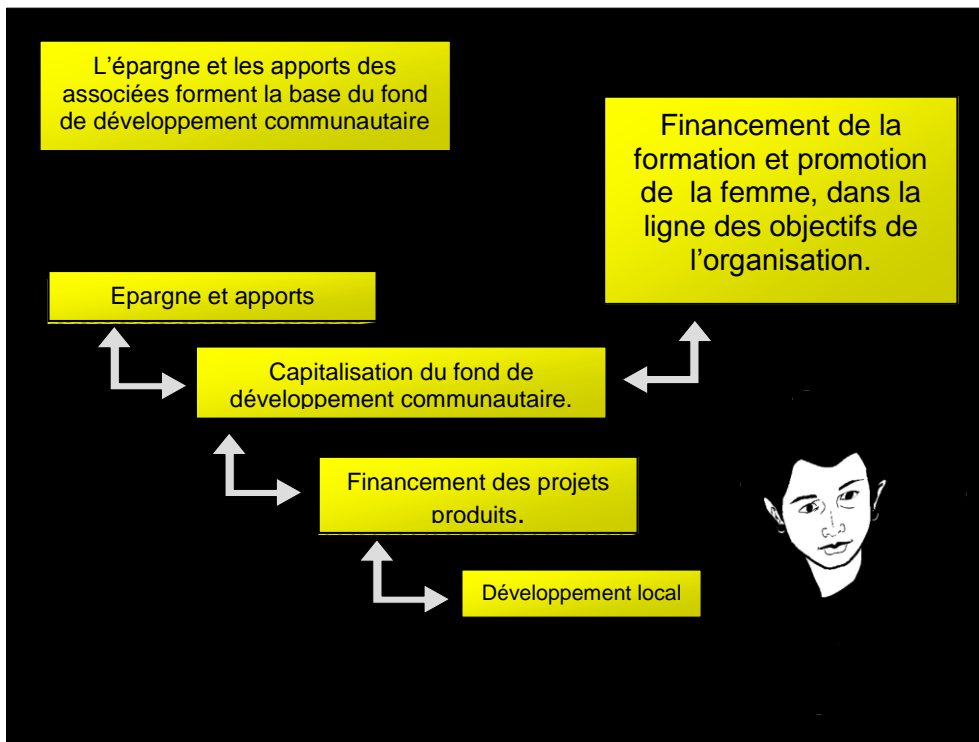 L'épargne et les apports des
associées forment la base du fond
de développement communautaire
Financement de la
formation et promotion
de la femme, dans la
ligne des objectifs de
l'organisation.
Epargne et apports
Capitalisation du fond de
développement communautaire.
Financement des projets
produits.
Développement local